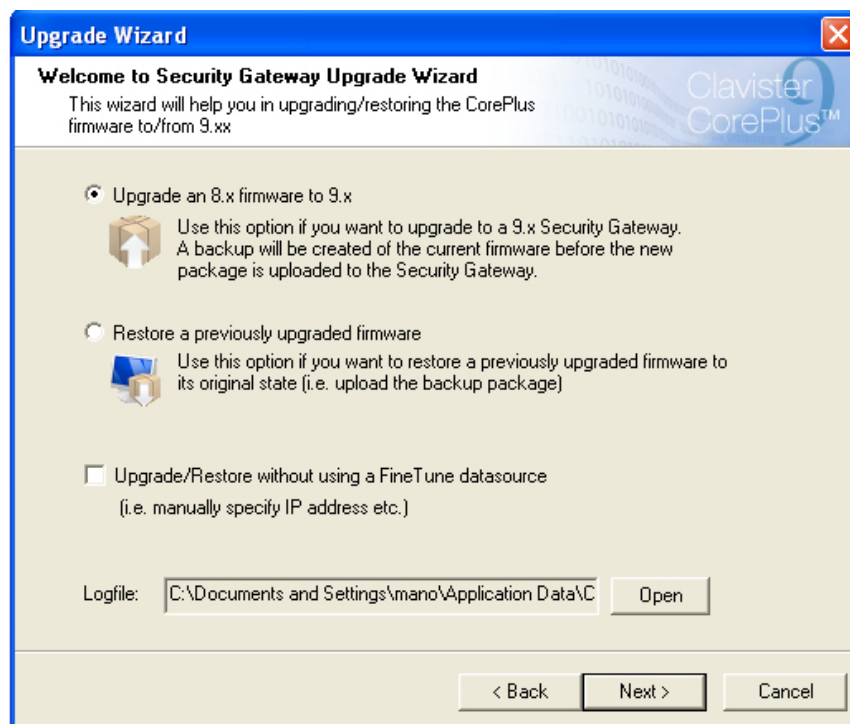 Upgrade Wizard
Welcome to Security Gateway Upgrade Wizard
This wizard will help you in upgrading/restoring the CorePlus
firmware to/from 9.xx
Clavister
CorePlus™
9
Upgrade an 8.x firmware to 9.x
Use this option if you want to upgrade to a 9.x Security Gateway.
A backup will be created of the current firmware before the new
package is uploaded to the Security Gateway.
Restore a previously upgraded firmware
Use this option if you want to restore a previously upgraded firmware to
its original state (i.e. upload the backup package)
Upgrade/Restore without using a FineTune datasource
(i.e. manually specify IP address etc.)
Logfile: C:\Documents and Settings\mano\Application Data\C Open
< Back Next > Cancel